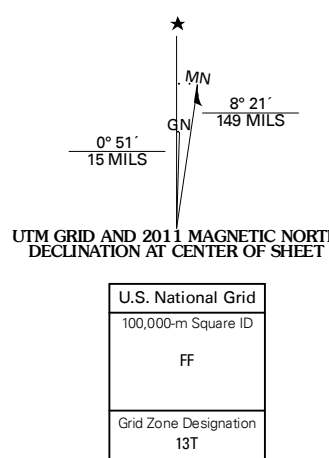 ★
MN
GN
8° 21´
149 MILS
0° 51´
15 MILS
UTM GRID AND 2011 MAGNETIC NORTH
DECLINATION AT CENTER OF SHEET
U.S. National Grid
100,000-m Square ID
FF
Grid Zone Designation
13T